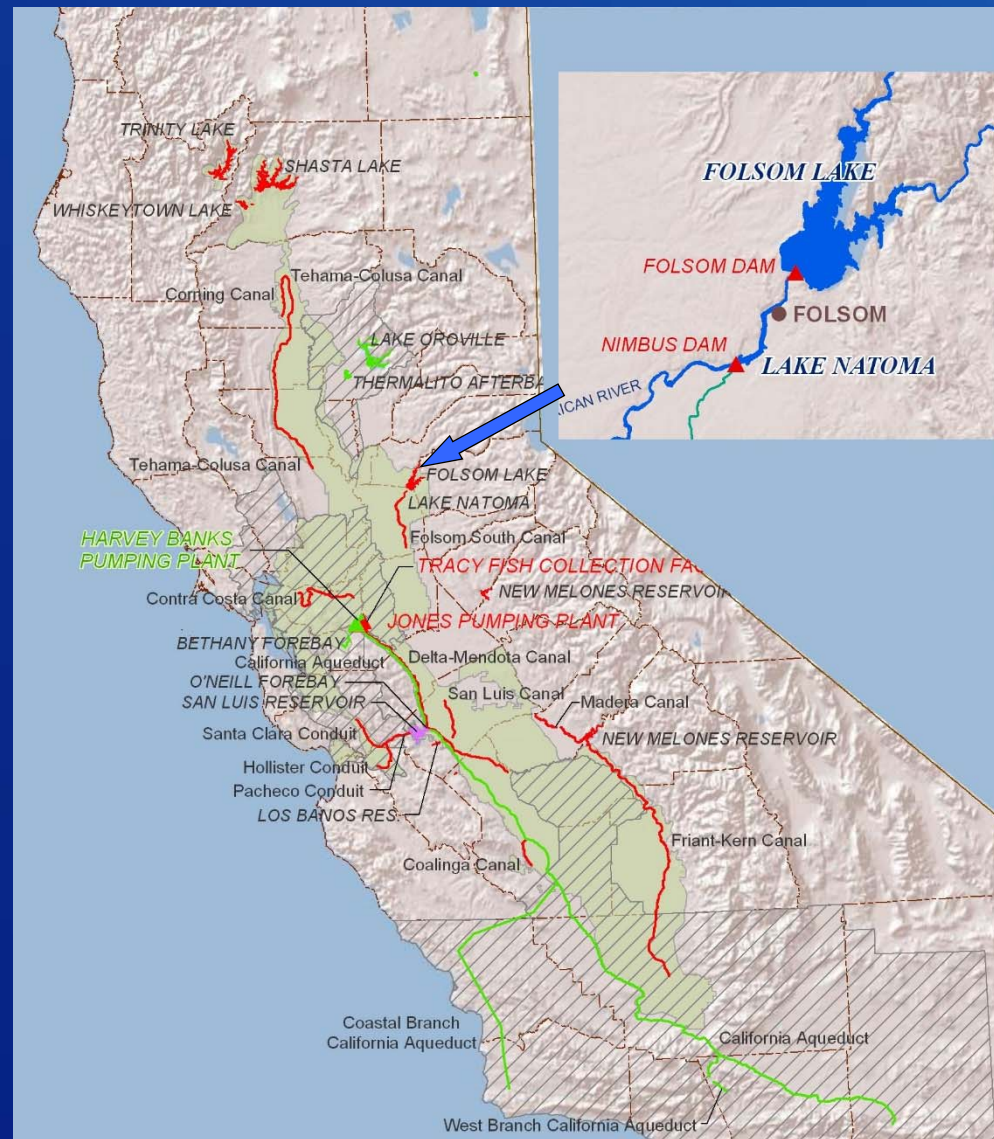 TRINITY LAKE
SHASTA LAKE
WHISKEYTOWN LAKE
Tehama-Colusa Canal
Corning Canal
LAKE OROVILLE
THERMALITO AFTERBA
Tehama-Colusa Canal
FOLSOM LAKE
LAKE NATOMA
Folsom South Canal
HARVEY BANKS
PUMPING PLANT
TRACY FISH COLLECTION FAC
NEW MELONES RESERVOIR
Contra Costa Canal
JONES PUMPING PLANT
BETHANY FOREBAY
California Aqueduct
Delta-Mendota Canal
O'NEILL FOREBAY
SAN LUIS RESERVOIR
San Luis Canal
Madera Canal
Santa Clara Conduit
NEW MELONES RESERVOIR
Hollister Conduit
Pacheco Conduit
LOS BANOS RES.
Friant-Kern Canal
Coalinga Canal
Coastal Branch
California Aqueduct
California Aqueduct
West Branch California Aqueduct
FOLSOM LAKE
FOLSOM DAM
FOLSOM
NIMBUS DAM
LAKE NATOMA
RICAN RIVER